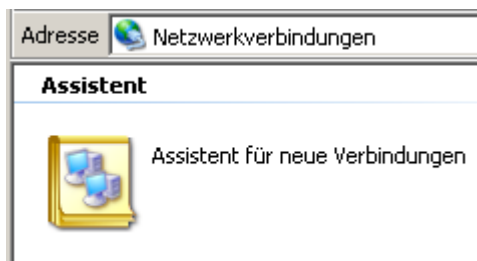 Adresse Netzwerkverbindungen
Assistent
Assistent für neue Verbindungen